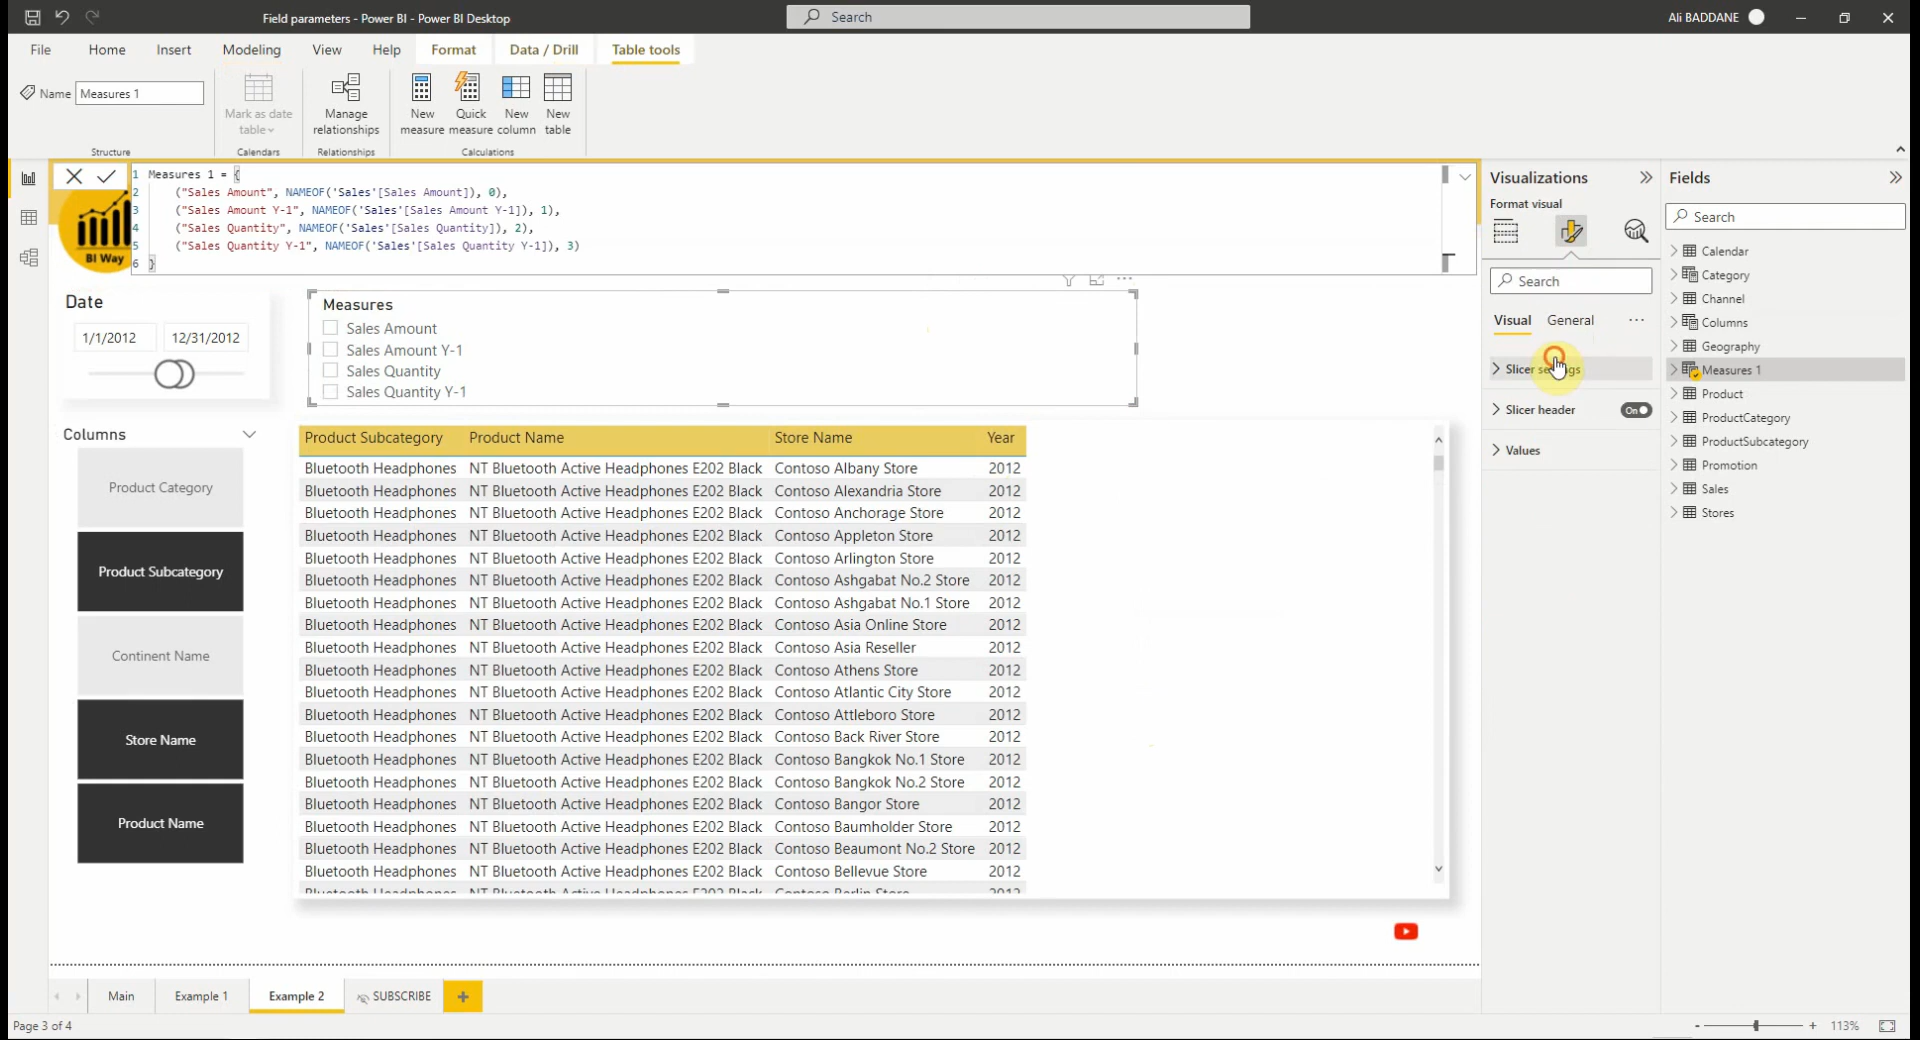 Field parameters - Power BI - Power BI Desktop
Search
Ali BADDANE
File
Home
Insert
Modeling
View
Help
Format
Data / Drill
Table tools
Name
Measures 1
Structure
Mark as date
table
Calendars
Manage
relationships
Relationships
New
measure
Quick
measure
New
column
New
table
Calculations
1 Measures 1 = {
2 ("Sales Amount", NAMEOF('Sales'[Sales Amount]), 0),
3 ("Sales Amount Y-1", NAMEOF('Sales'[Sales Amount Y-1]), 1),
4 ("Sales Quantity", NAMEOF('Sales'[Sales Quantity]), 2),
5 ("Sales Quantity Y-1", NAMEOF('Sales'[Sales Quantity Y-1]), 3)
6 }
BI Way
Date
1/1/2012
12/31/2012
Measures
Sales Amount
Sales Amount Y-1
Sales Quantity
Sales Quantity Y-1
Columns
Product Category
Product Subcategory
Continent Name
Store Name
Product Name
Product Subcategory Product Name Store Name Year
Bluetooth Headphones NT Bluetooth Active Headphones E202 Black Contoso Albany Store 2012
Bluetooth Headphones NT Bluetooth Active Headphones E202 Black Contoso Alexandria Store 2012
Bluetooth Headphones NT Bluetooth Active Headphones E202 Black Contoso Anchorage Store 2012
Bluetooth Headphones NT Bluetooth Active Headphones E202 Black Contoso Appleton Store 2012
Bluetooth Headphones NT Bluetooth Active Headphones E202 Black Contoso Arlington Store 2012
Bluetooth Headphones NT Bluetooth Active Headphones E202 Black Contoso Ashgabat No.2 Store 2012
Bluetooth Headphones NT Bluetooth Active Headphones E202 Black Contoso Ashgabat No.1 Store 2012
Bluetooth Headphones NT Bluetooth Active Headphones E202 Black Contoso Asia Online Store 2012
Bluetooth Headphones NT Bluetooth Active Headphones E202 Black Contoso Asia Reseller 2012
Bluetooth Headphones NT Bluetooth Active Headphones E202 Black Contoso Athens Store 2012
Bluetooth Headphones NT Bluetooth Active Headphones E202 Black Contoso Atlantic City Store 2012
Bluetooth Headphones NT Bluetooth Active Headphones E202 Black Contoso Attleboro Store 2012
Bluetooth Headphones NT Bluetooth Active Headphones E202 Black Contoso Back River Store 2012
Bluetooth Headphones NT Bluetooth Active Headphones E202 Black Contoso Bangkok No.1 Store 2012
Bluetooth Headphones NT Bluetooth Active Headphones E202 Black Contoso Bangkok No.2 Store 2012
Bluetooth Headphones NT Bluetooth Active Headphones E202 Black Contoso Bangor Store 2012
Bluetooth Headphones NT Bluetooth Active Headphones E202 Black Contoso Baumholder Store 2012
Bluetooth Headphones NT Bluetooth Active Headphones E202 Black Contoso Beaumont No.2 Store 2012
Bluetooth Headphones NT Bluetooth Active Headphones E202 Black Contoso Bellevue Store 2012
Bluetooth Headphones NT Bluetooth Active Headphones E202 Black Contoso Berlin Store 2012
Visualizations
Format visual
Search
Visual
General
Slicer
Slicer header
On
Values
Fields
Search
Calendar
Category
Channel
Columns
Geography
Measures 1
Product
ProductCategory
ProductSubcategory
Promotion
Sales
Stores
Main
Example 1
Example 2
SUBSCRIBE
Page 3 of 4
113%